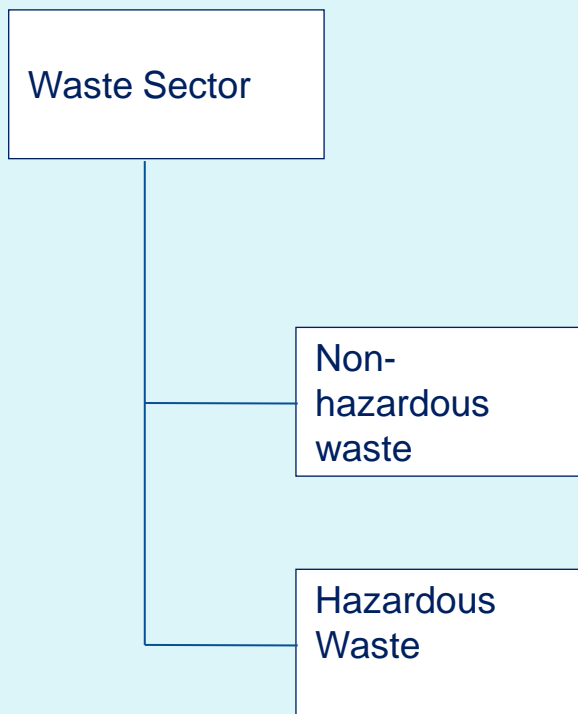 Waste Sector
Non-
hazardous
waste
Hazardous
Waste